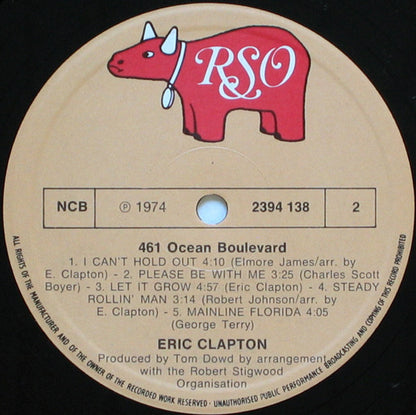 RSO
NCB
℗ 1974
2394 138
2
461 Ocean Boulevard
1. I CAN'T HOLD OUT 4:10 (Elmore James/arr. by
E. Clapton) - 2. PLEASE BE WITH ME 3:25 (Charles Scott
Boyer) - 3. LET IT GROW 4:57 (Eric Clapton) - 4. STEADY
ROLLIN' MAN 3:14 (Robert Johnson/arr. by
E. Clapton) - 5. MAINLINE FLORIDA 4:05
(George Terry)
ERIC CLAPTON
Produced by Tom Dowd by arrangement
with the Robert Stigwood
Organisation
ALL RIGHTS OF THE MANUFACTURER AND OF THE OWNER OF THE RECORDED WORK RESERVED · UNAUTHORISED PUBLIC PERFORMANCE BROADCASTING AND COPYING OF THIS RECORD PROHIBITED